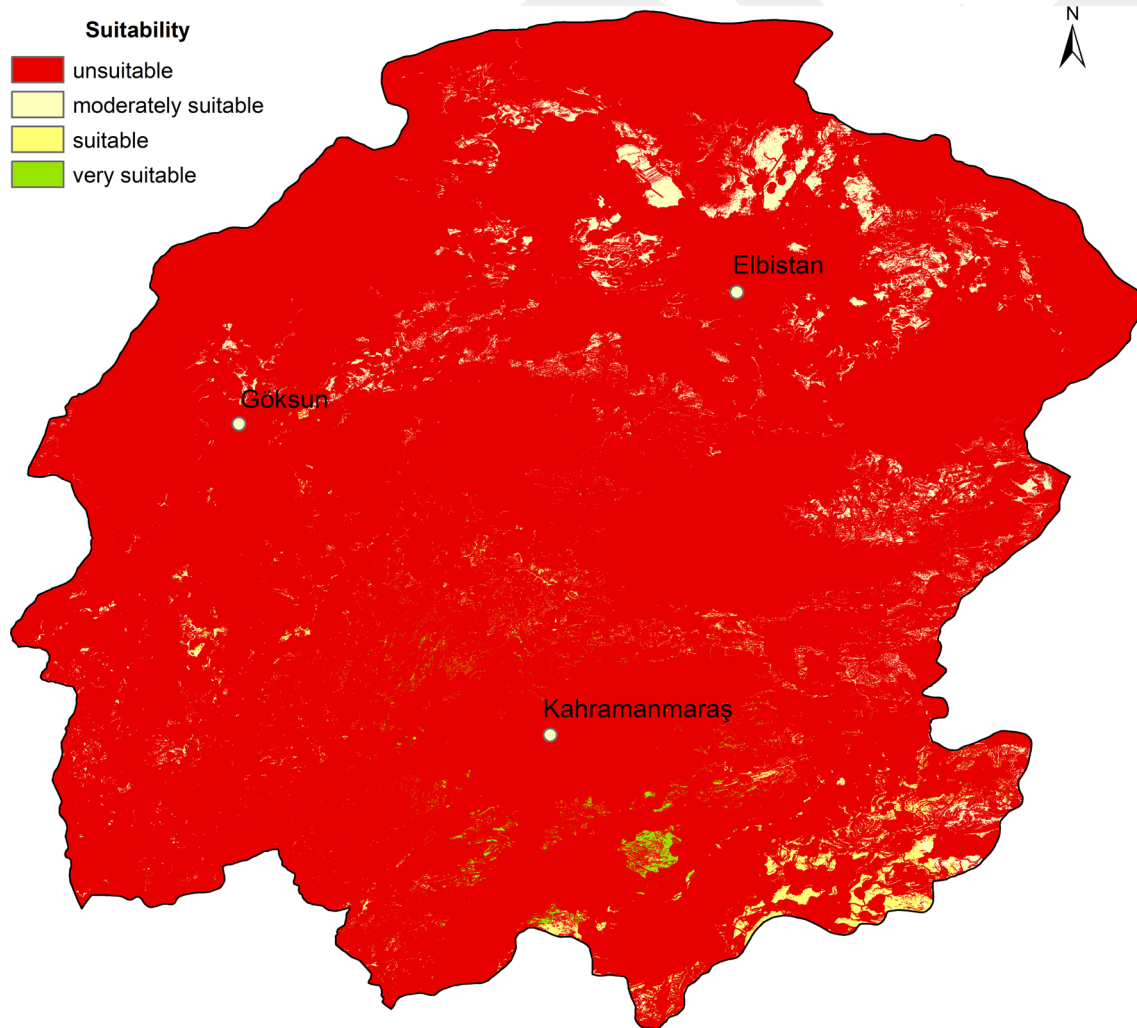 Suitability
unsuitable
moderately suitable
suitable
very suitable
N
Elbistan
Göksun
Kahramanmaraş